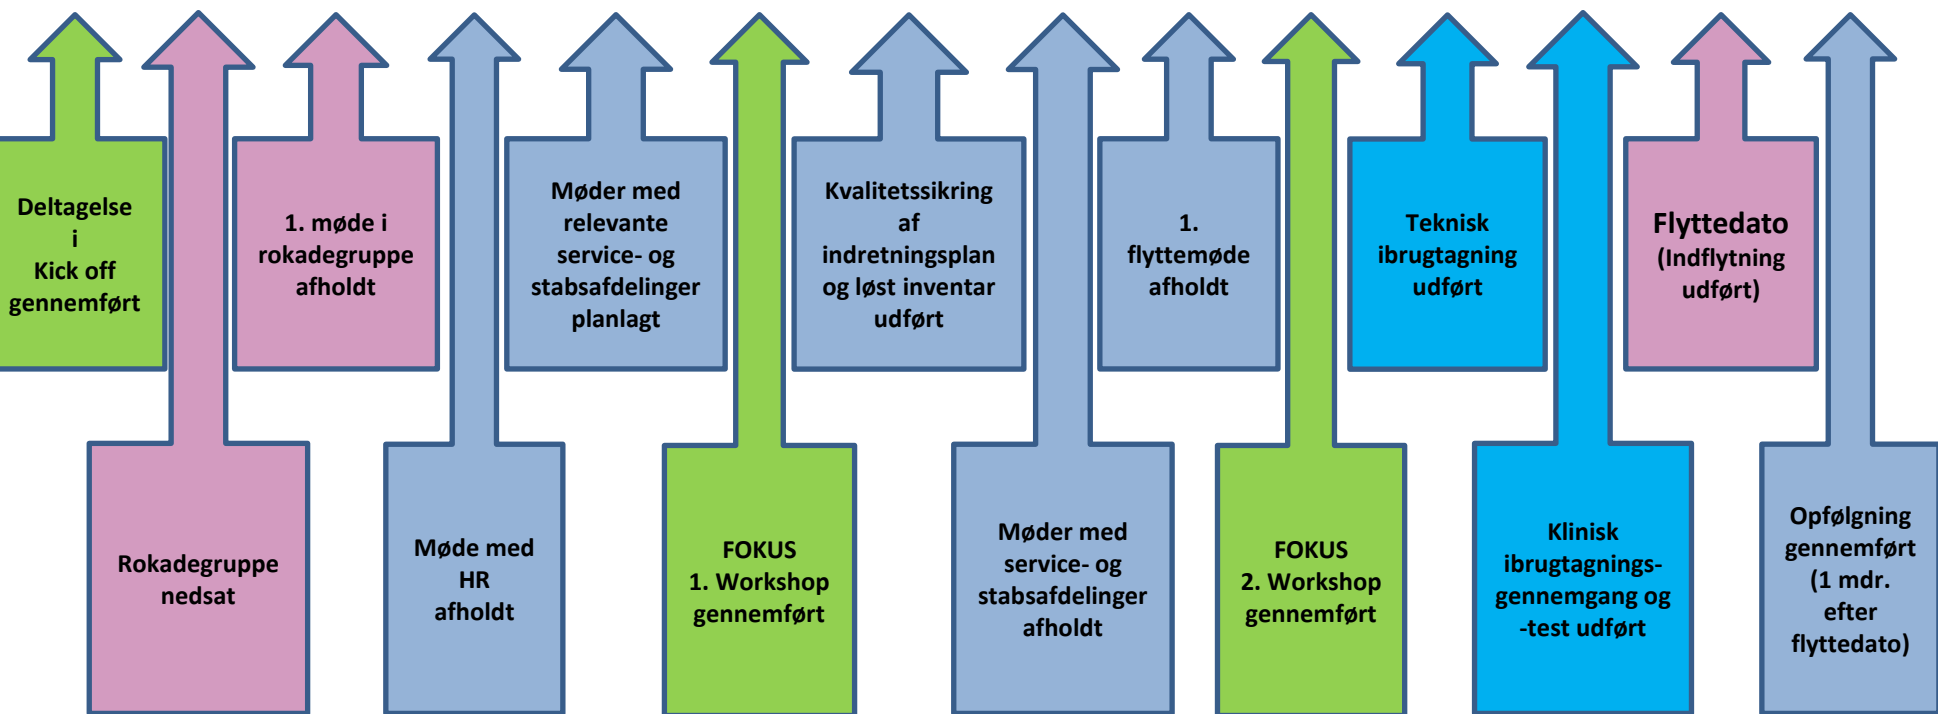 Deltagelse
i
Kick off
gennemført
Rokadegruppe
nedsat
1. møde i
rokadegruppe
afholdt
Møde med
HR
afholdt
Møder med
relevante
service- og
stabsafdelinger
planlagt
FOKUS
1. Workshop
gennemført
Kvalitetssikring
af
indretningsplan
og løst inventar
udført
Møder med
service- og
stabsafdelinger
afholdt
1.
flyttemøde
afholdt
FOKUS
2. Workshop
gennemført
Teknisk
ibrugtagning
udført
Klinisk
ibrugtagnings-
gennemgang og
-test udført
Flyttedato
(Indflytning
udført)
Opfølgning
gennemført
(1 mdr.
efter
flyttedato)